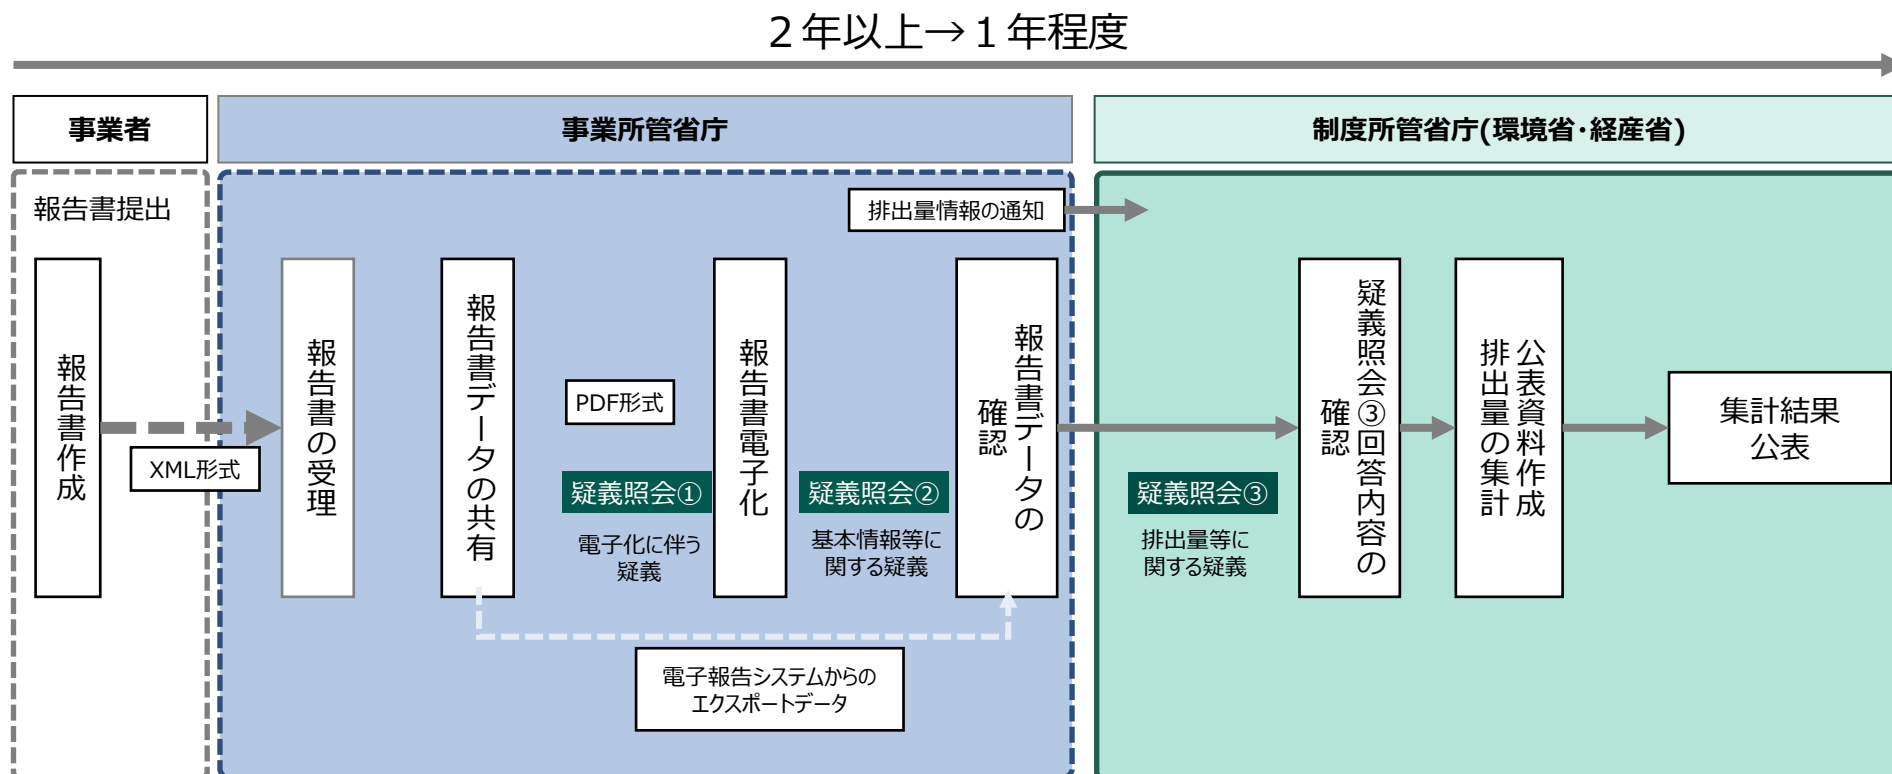 ２年以上→１年程度
事業者
事業所管省庁
制度所管省庁(環境省・経産省)
報告書提出
排出量情報の通知
報告書作成
XML形式
報告書の受理
報告書データの共有
PDF形式
疑義照会①
電子化に伴う
疑義
報告書電子化
疑義照会②
基本情報等に
関する疑義
報告書データの
確認
電子報告システムからの
エクスポートデータ
疑義照会③
排出量等に
関する疑義
疑義照会③回答内容の
確認
公表資料作成
排出量の集計
集計結果
公表